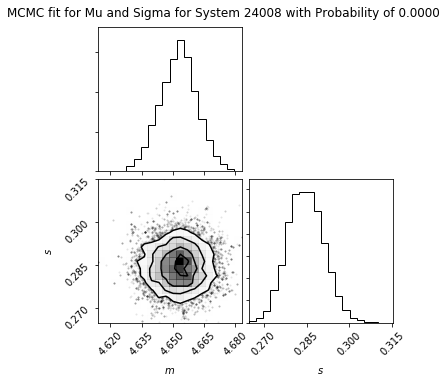 MCMC fit for Mu and Sigma for System 24008 with Probability of 0.0000
0.315
0.300
0.285
0.270
s
4.620 4.635 4.650 4.665 4.680
0.270 0.285 0.300 0.315
m
s